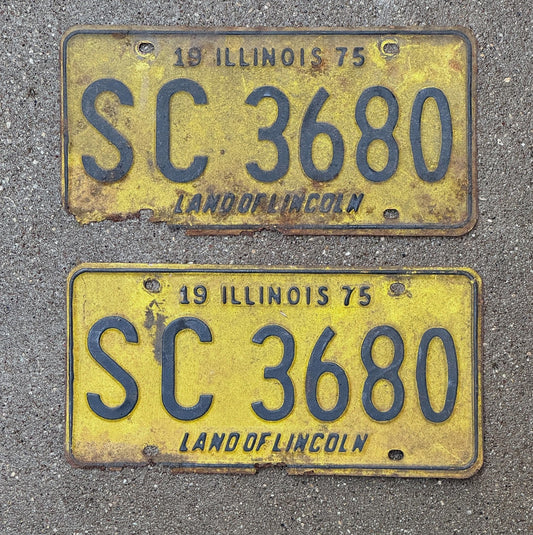 19 ILLINOIS 75
SC 3680
LAND OF LINCOLN
19 ILLINOIS 75
SC 3680
LAND OF LINCOLN